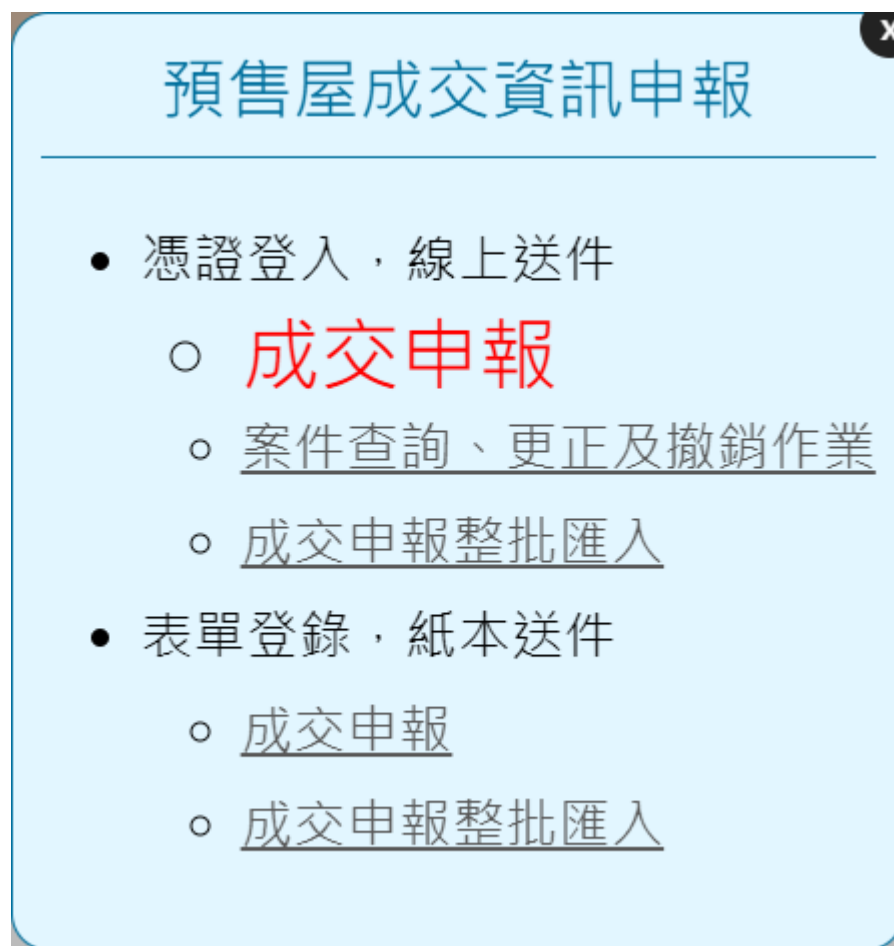 X
預售屋成交資訊申報
憑證登入，線上送件
成交申報
案件查詢、更正及撤銷作業
成交申報整批匯入
表單登錄，紙本送件
成交申報
成交申報整批匯入